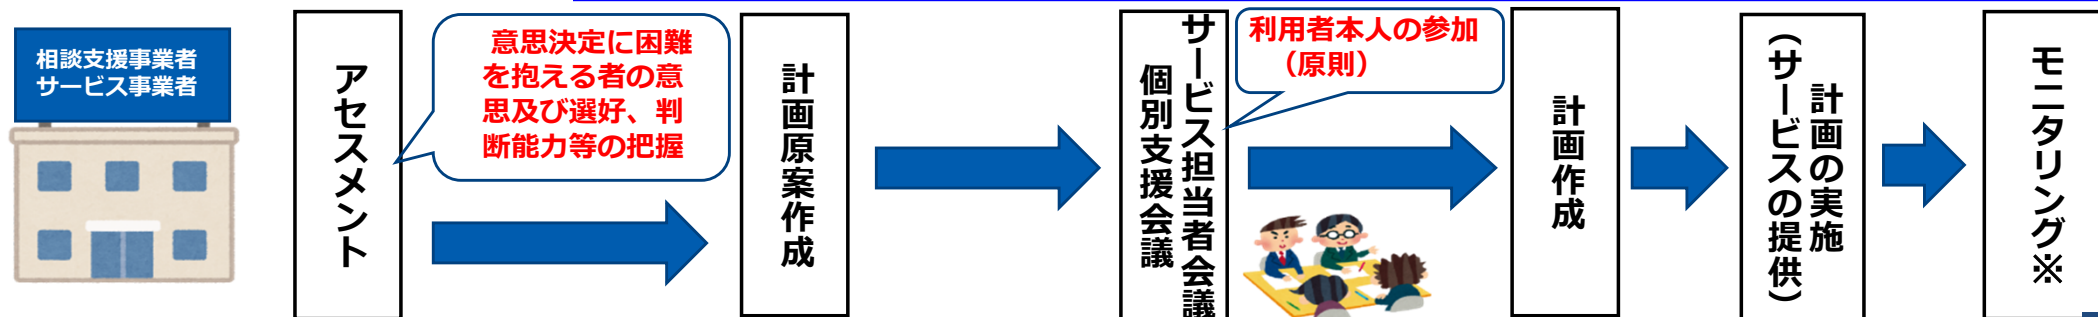 相談支援事業者
サービス事業者
アセスメント
意思決定に困難
を抱える者の意
思及び選好、判
断能力等の把握
計画原案作成
サービス担当者会議
個別支援会議
利用者本人の参加
（原則）
計画作成
計画の実施
（サービスの提供）
モニタリング※